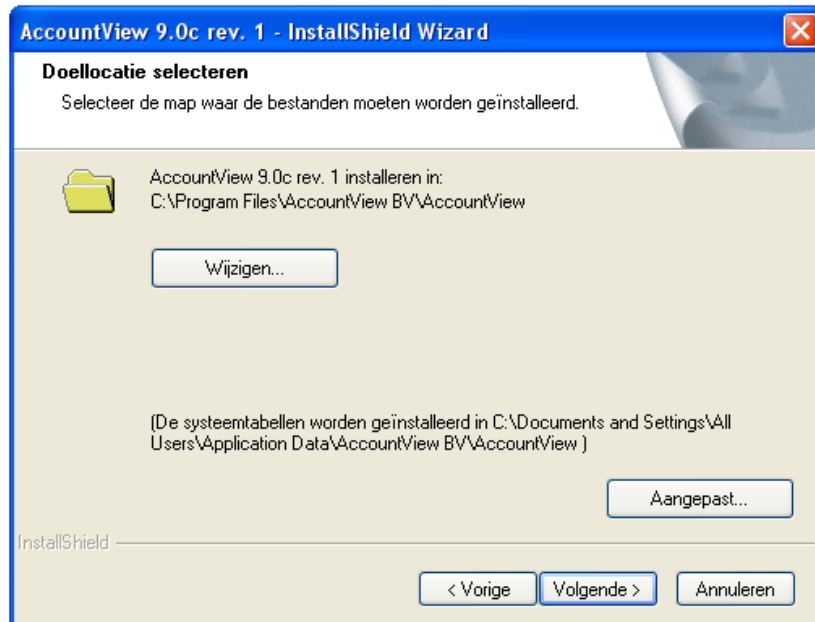 AccountView 9.0c rev. 1 - InstallShield Wizard
Doellocatie selecteren
Selecteer de map waar de bestanden moeten worden geïnstalleerd.
AccountView 9.0c rev. 1 installeren in:
C:\Program Files\AccountView BV\AccountView
Wijzigen...
(De systeemtabellen worden geïnstalleerd in C:\Documents and Settings\All
Users\Application Data\AccountView BV\AccountView )
Aangepast...
InstallShield
< Vorige
Volgende >
Annuleren